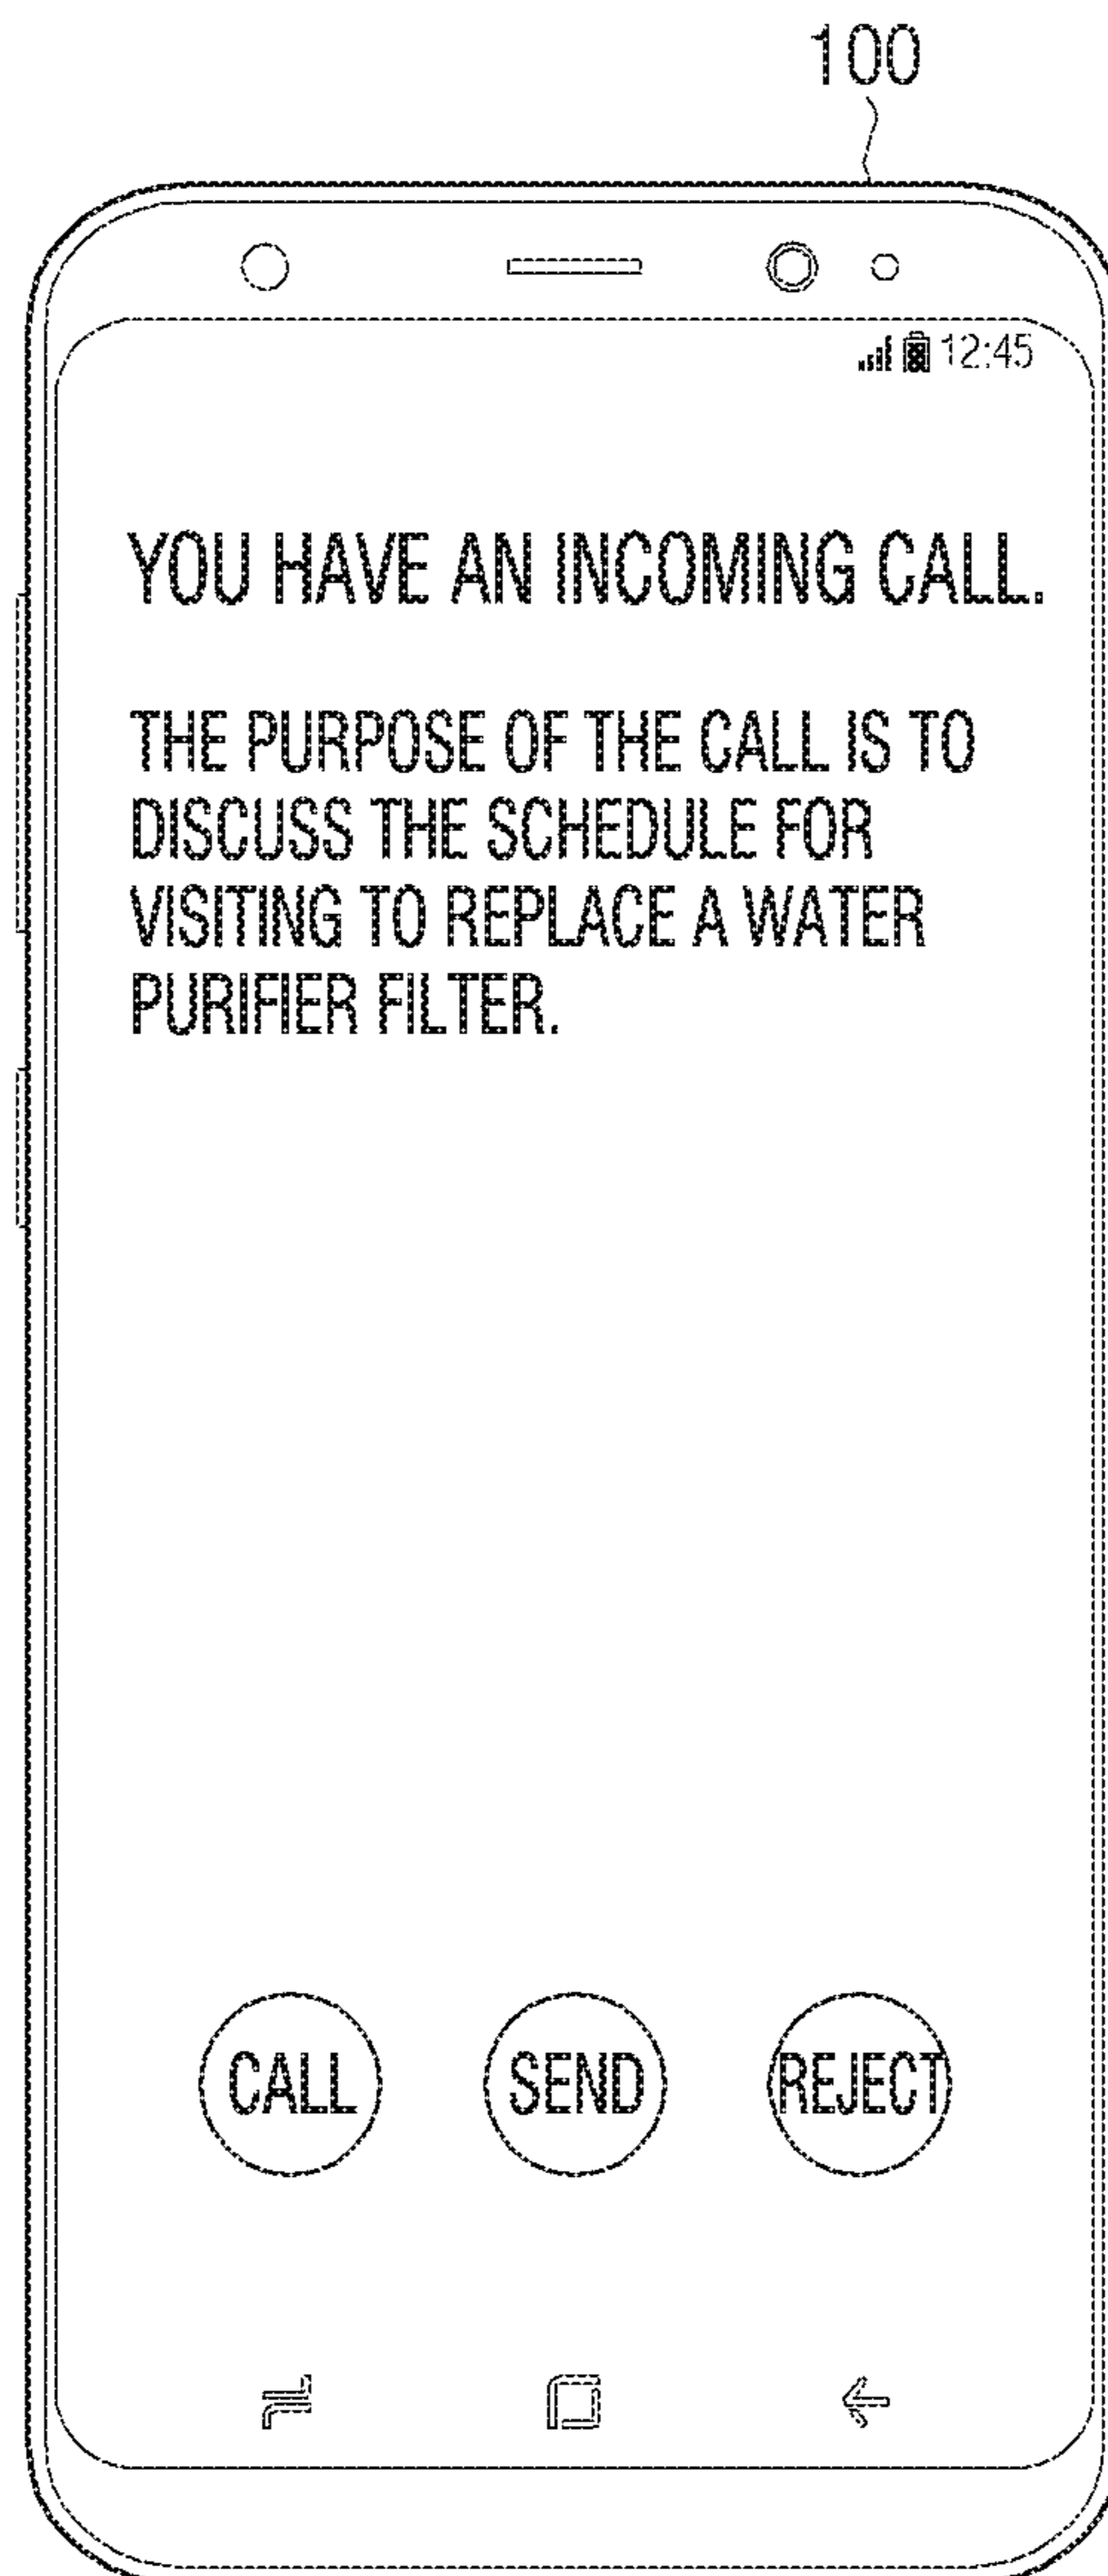 100
12:45
YOU HAVE AN INCOMING CALL.
THE PURPOSE OF THE CALL IS TO
DISCUSS THE SCHEDULE FOR
VISITING TO REPLACE A WATER
PURIFIER FILTER.
CALL SEND REJECT